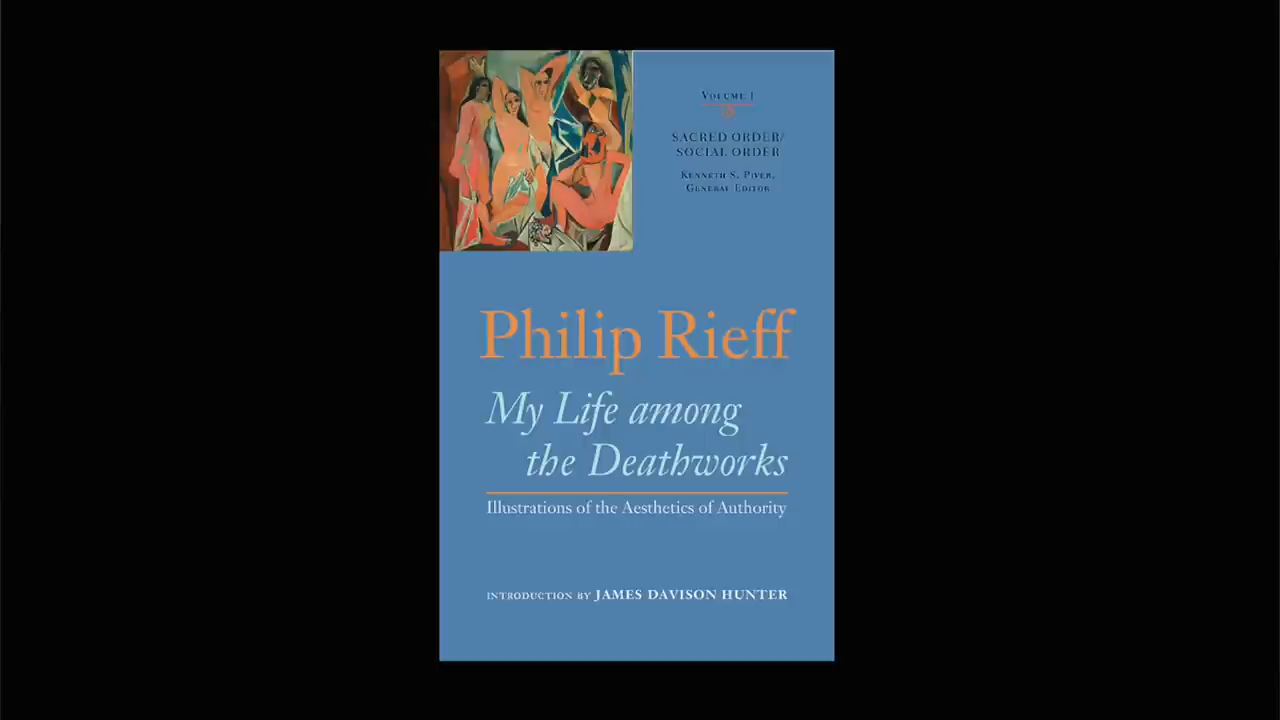 VOLUME I
SACRED ORDER/
SOCIAL ORDER
KENNETH S. PIVER,
GENERAL EDITOR
Philip Rieff
My Life among
the Deathworks
Illustrations of the Aesthetics of Authority
INTRODUCTION BY JAMES DAVISON HUNTER